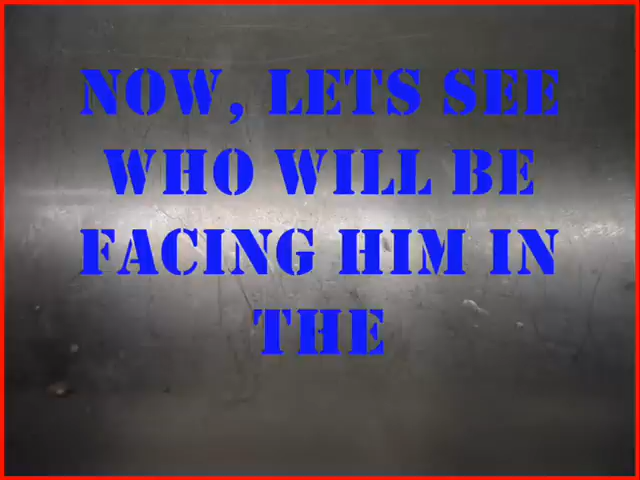 NOW, LETS SEE
WHO WILL BE
FACING HIM IN
THE